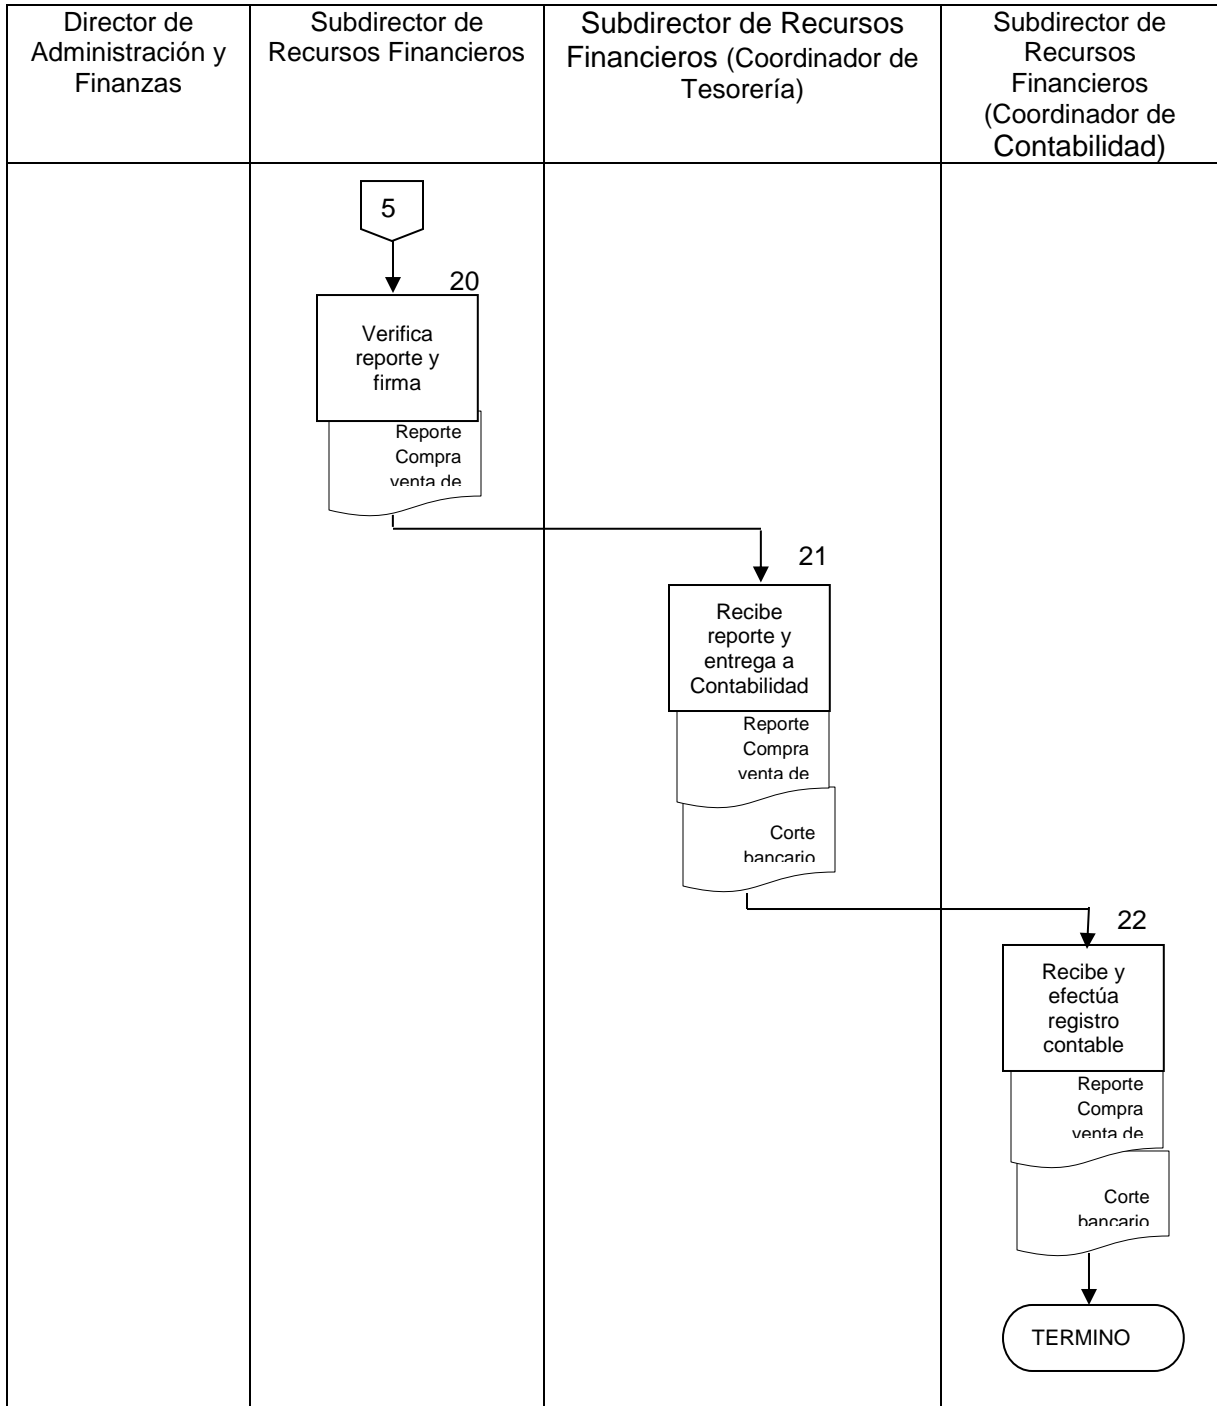 Director de
Administración y
Finanzas
Subdirector de
Recursos Financieros
Subdirector de Recursos
Financieros (Coordinador de
Tesorería)
Subdirector de
Recursos
Financieros
(Coordinador de
Contabilidad)
5
20
Verifica
reporte y
firma
Reporte
Compra
venta de
21
Recibe
reporte y
entrega a
Contabilidad
Reporte
Compra
venta de
Corte
bancario
22
Recibe y
efectúa
registro
contable
Reporte
Compra
venta de
Corte
bancario
TERMINO